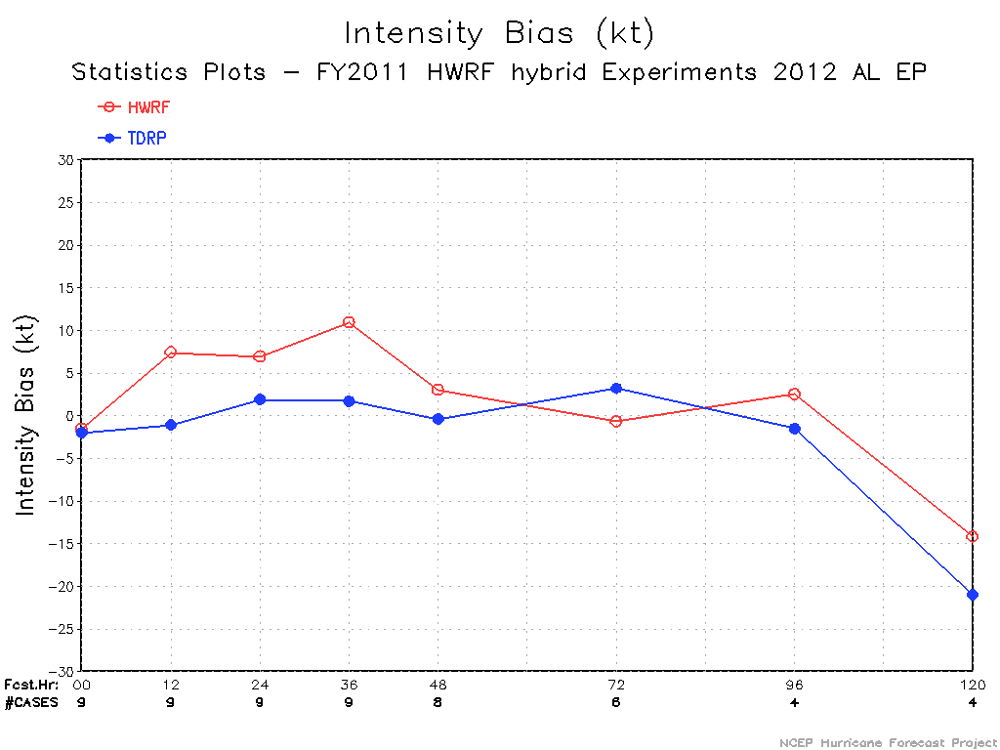 Intensity Bias (kt)
Statistics Plots - FY2011 HWRF hybrid Experiments 2012 AL EP
HWRF
TDRP
30
25
20
15
10
5
0
-5
-10
-15
-20
-25
-30
Intensity Bias (kt)
Fcst.Hr: 00 12 24 36 48 72 96 120
#CASES 9 9 9 9 8 6 4 4
NCEP Hurricane Forecast Project